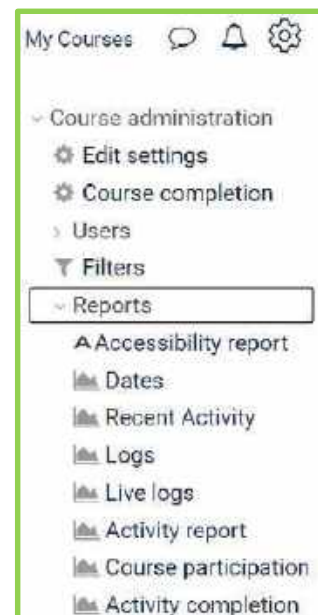 My Courses
Course administration
Edit settings
Course completion
Users
Filters
Reports
Accessibility report
Dates
Recent Activity
Logs
Live logs
Activity report
Course participation
Activity completion